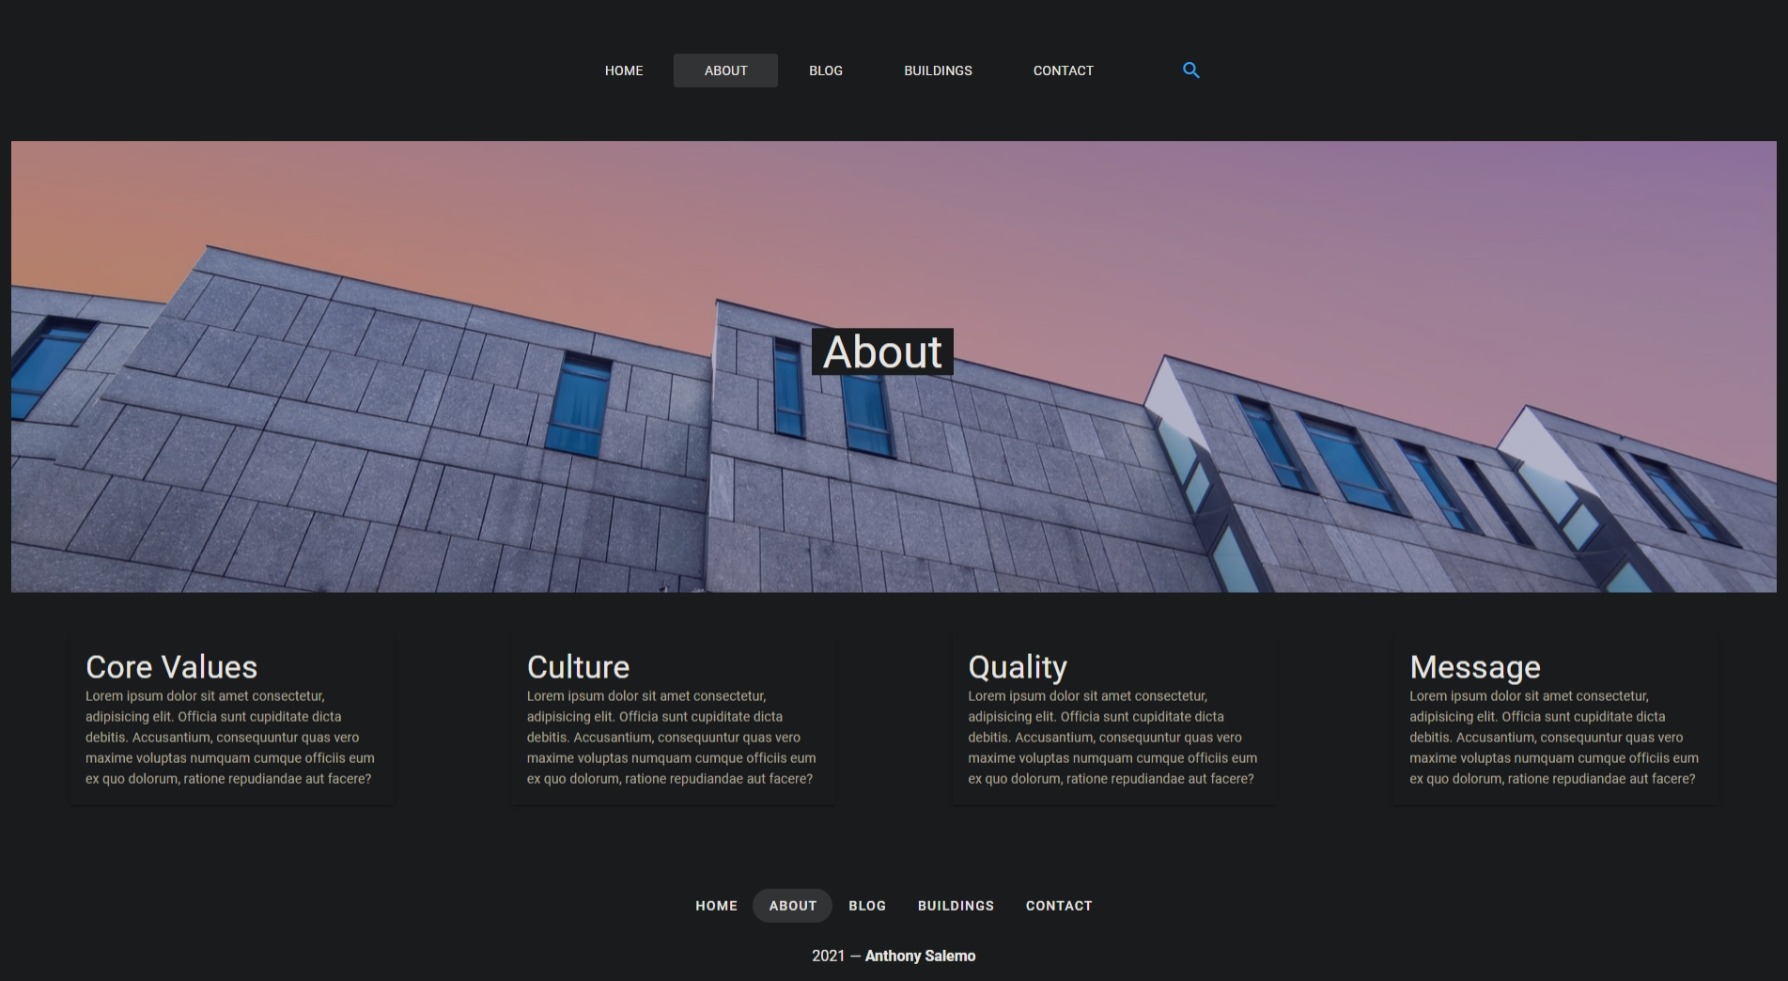 HOME ABOUT BLOG BUILDINGS CONTACT
About
Core Values
Lorem ipsum dolor sit amet consectetur,
adipisicing elit. Officia sunt cupiditate dicta
debitis. Accusantium, consequuntur quas vero
maxime voluptas numquam cumque officiis eum
ex quo dolorum, ratione repudiandae aut facere?
Culture
Lorem ipsum dolor sit amet consectetur,
adipisicing elit. Officia sunt cupiditate dicta
debitis. Accusantium, consequuntur quas vero
maxime voluptas numquam cumque officiis eum
ex quo dolorum, ratione repudiandae aut facere?
Quality
Lorem ipsum dolor sit amet consectetur,
adipisicing elit. Officia sunt cupiditate dicta
debitis. Accusantium, consequuntur quas vero
maxime voluptas numquam cumque officiis eum
ex quo dolorum, ratione repudiandae aut facere?
Message
Lorem ipsum dolor sit amet consectetur,
adipisicing elit. Officia sunt cupiditate dicta
debitis. Accusantium, consequuntur quas vero
maxime voluptas numquam cumque officiis eum
ex quo dolorum, ratione repudiandae aut facere?
HOME ABOUT BLOG BUILDINGS CONTACT
2021 — Anthony Salemo